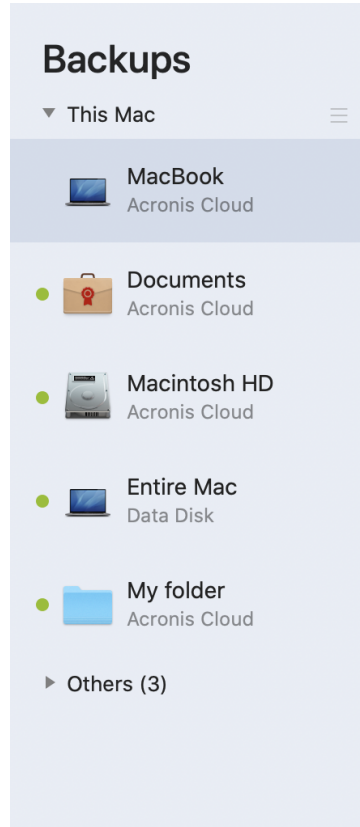 Backups
This Mac
MacBook
Acronis Cloud
Documents
Acronis Cloud
Macintosh HD
Acronis Cloud
Entire Mac
Data Disk
My folder
Acronis Cloud
Others (3)